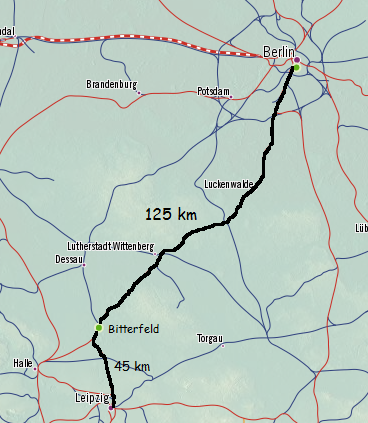 dal
Berlin
Brandenburg
Potsdam
Luckenwalde
125 km
Lüb
Lutherstadt-Wittenberg
Dessau
Bitterfeld
Torgau
Halle
45 km
Leipzig